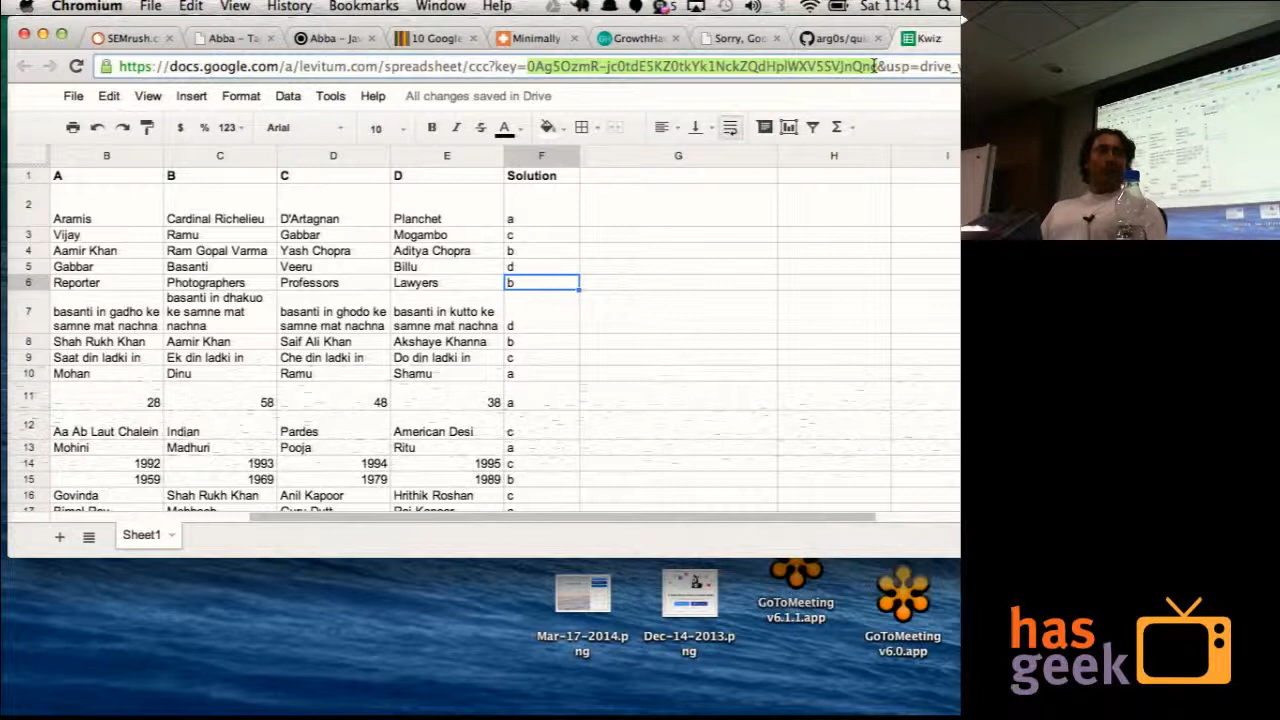 Chromium File Edit View History Bookmarks Window Help 5 Sat 11:41
SEMrush.c Abba – Ta Abba – Jav 10 Google Minimally GrowthHa Sorry, Goo arg0s/qui Kwiz
https://docs.google.com/a/levitum.com/spreadsheet/ccc?key=
&usp=drive_
File Edit View Insert Format Data Tools Help All changes saved in Drive
$ % 123 Arial 10 B I S A Σ
B C D E F G H I
1 A B C D Solution
2 Aramis Cardinal Richelieu D'Artagnan Planchet a
3 Vijay Ramu Gabbar Mogambo c
4 Aamir Khan Ram Gopal Varma Yash Chopra Aditya Chopra b
5 Gabbar Basanti Veeru Billu d
6 Reporter Photographers Professors Lawyers b
basanti in dhakuo
7 basanti in gadho ke ke samne mat basanti in ghodo ke basanti in kutto ke
samne mat nachna nachna samne mat nachna samne mat nachna d
8 Shah Rukh Khan Aamir Khan Saif Ali Khan Akshaye Khanna b
9 Saat din ladki in Ek din ladki in Che din ladki in Do din ladki in c
10 Mohan Dinu Ramu Shamu a
11 28 58 48 38 a
12 Aa Ab Laut Chalein Indian Pardes American Desi c
13 Mohini Madhuri Pooja Ritu a
14 1992 1993 1994 1995 c
15 1959 1969 1979 1989 b
16 Govinda Shah Rukh Khan Anil Kapoor Hrithik Roshan c
Sheet1
Mar-17-2014.p
ng
Dec-14-2013.p
ng
GoToMeeting
v6.1.1.app
GoToMeeting
v6.0.app
has
geek